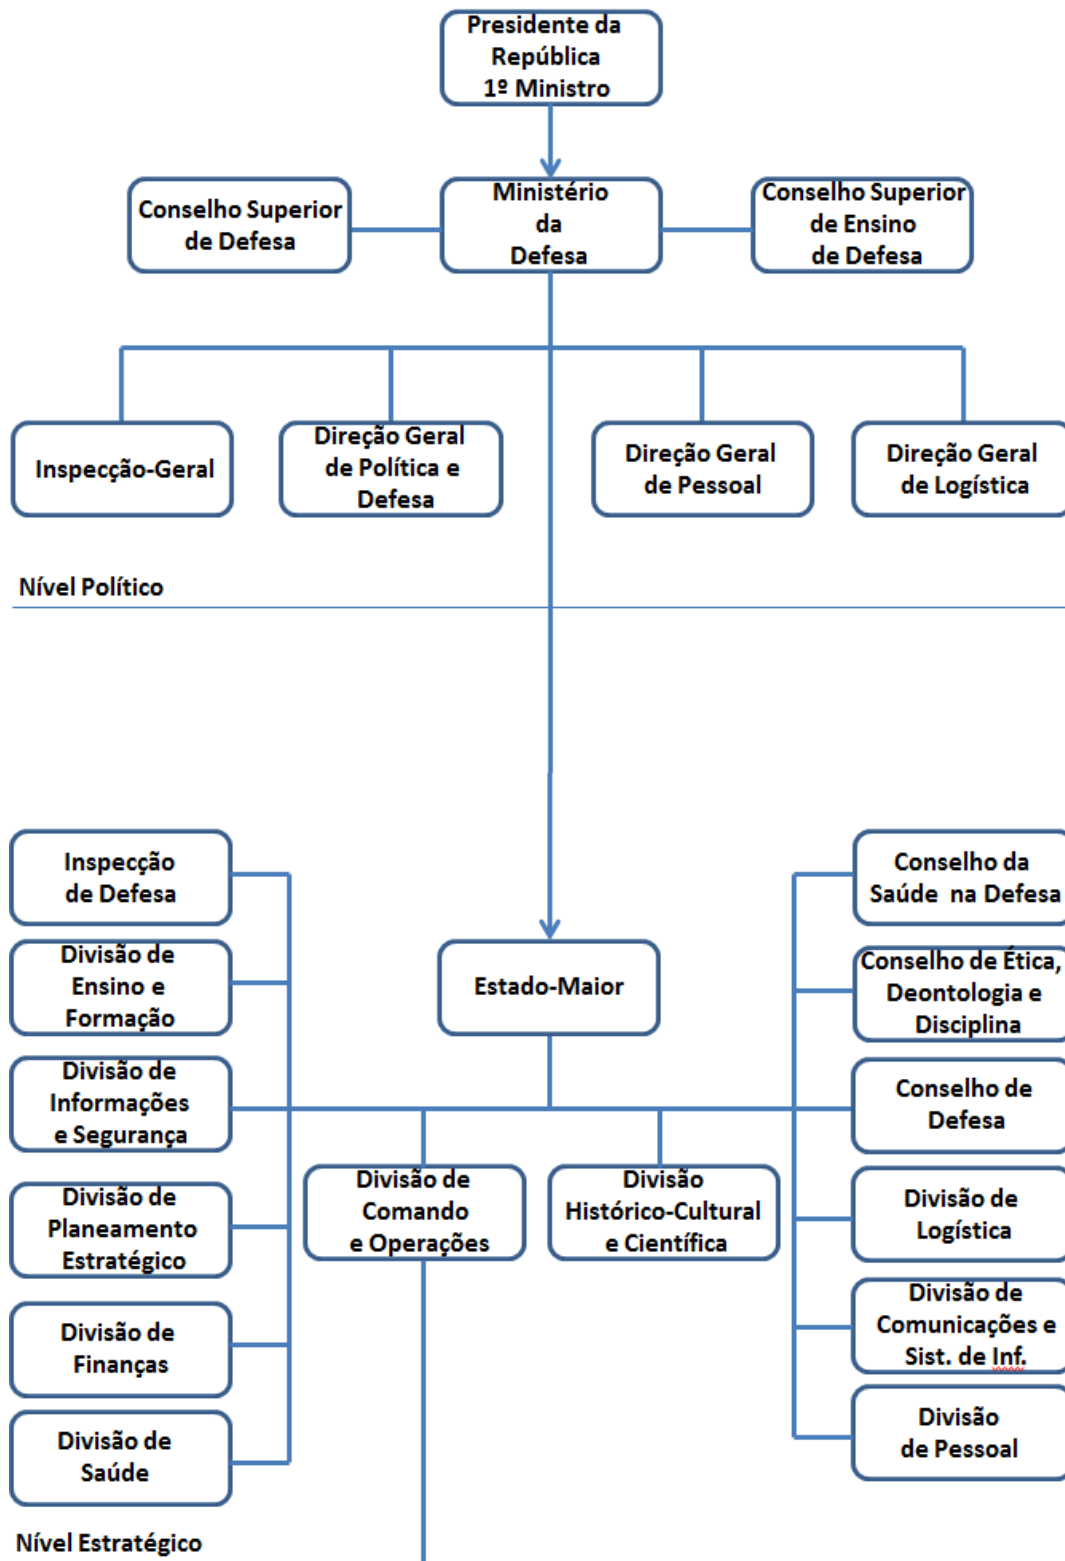 Presidente da
República
1º Ministro
Conselho Superior
de Defesa
Ministério
da
Defesa
Conselho Superior
de Ensino
de Defesa
Inspecção-Geral
Direção Geral
de Política e
Defesa
Direção Geral
de Pessoal
Direção Geral
de Logística
Nível Político
Inspecção
de Defesa
Divisão de
Ensino e
Formação
Divisão de
Informações
e Segurança
Divisão de
Planeamento
Estratégico
Divisão de
Finanças
Divisão de
Saúde
Estado-Maior
Divisão de
Comando
e Operações
Divisão
Histórico-Cultural
e Científica
Conselho da
Saúde na Defesa
Conselho de Ética,
Deontologia e
Disciplina
Conselho de
Defesa
Divisão de
Logística
Divisão de
Comunicações e
Sist. de Inf.
Divisão
de Pessoal
Nível Estratégico